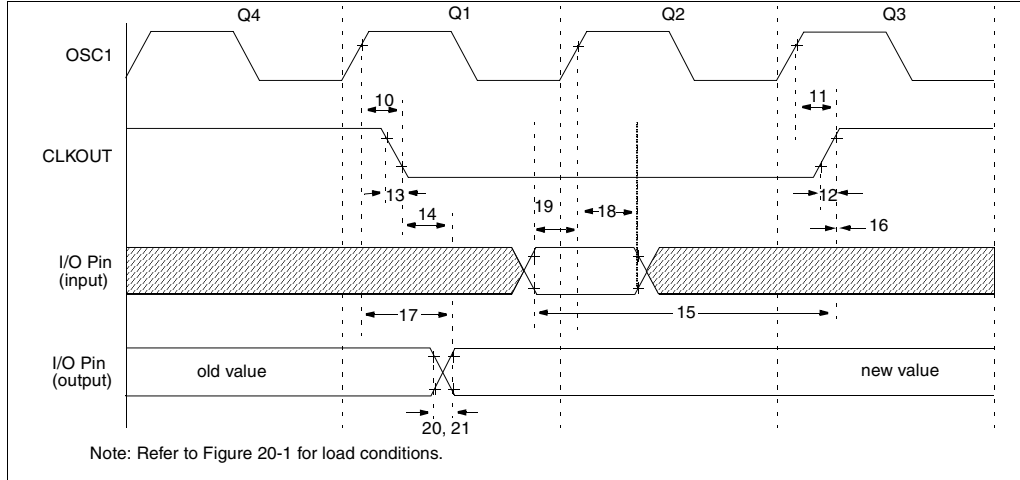 Q4 Q1 Q2 Q3
OSC1
10 11
CLKOUT
13 12
14 19 18 16
I/O Pin
(input)
17 15
I/O Pin
(output)
old value new value
20, 21
Note: Refer to Figure 20-1 for load conditions.